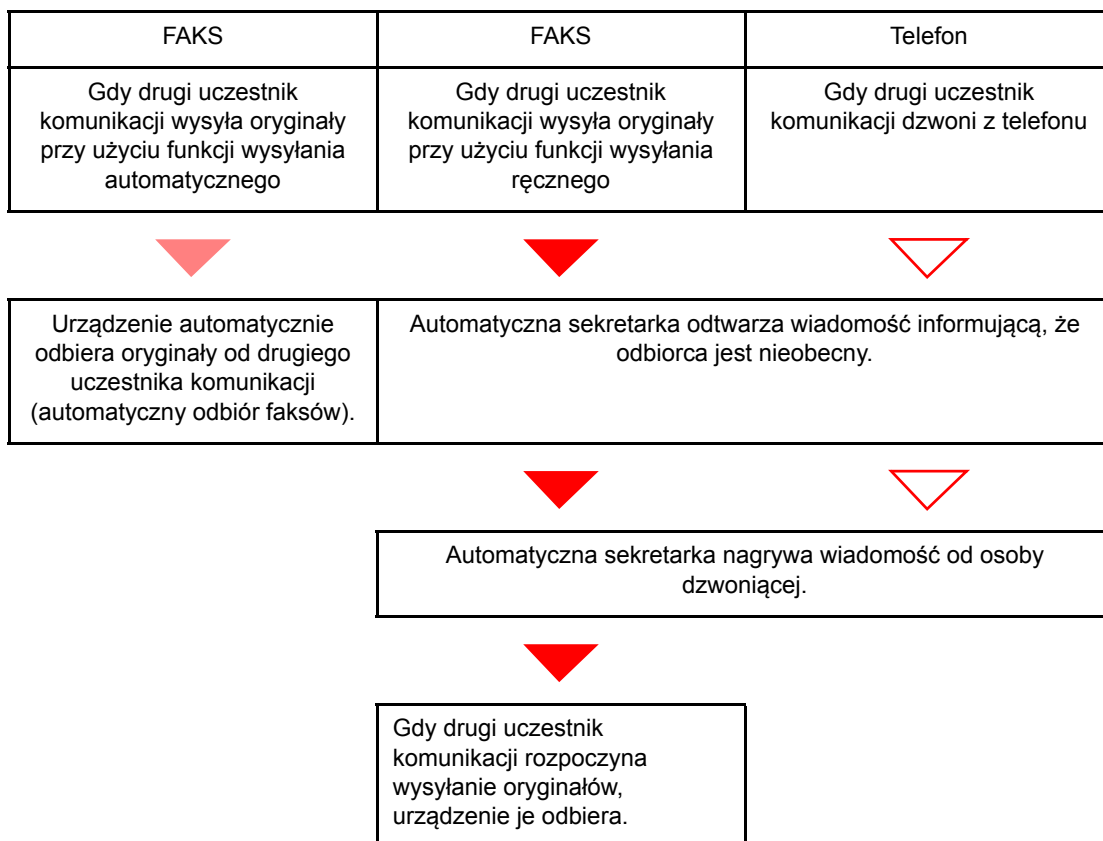 FAKS
FAKS
Telefon
Gdy drugi uczestnik
komunikacji wysyła oryginały
przy użyciu funkcji wysyłania
automatycznego
Gdy drugi uczestnik
komunikacji wysyła oryginały
przy użyciu funkcji wysyłania
ręcznego
Gdy drugi uczestnik
komunikacji dzwoni z telefonu
Urządzenie automatycznie
odbiera oryginały od drugiego
uczestnika komunikacji
(automatyczny odbiór faksów).
Automatyczna sekretarka odtwarza wiadomość informującą, że
odbiorca jest nieobecny.
Automatyczna sekretarka nagrywa wiadomość od osoby
dzwoniącej.
Gdy drugi uczestnik
komunikacji rozpoczyna
wysyłanie oryginałów,
urządzenie je odbiera.